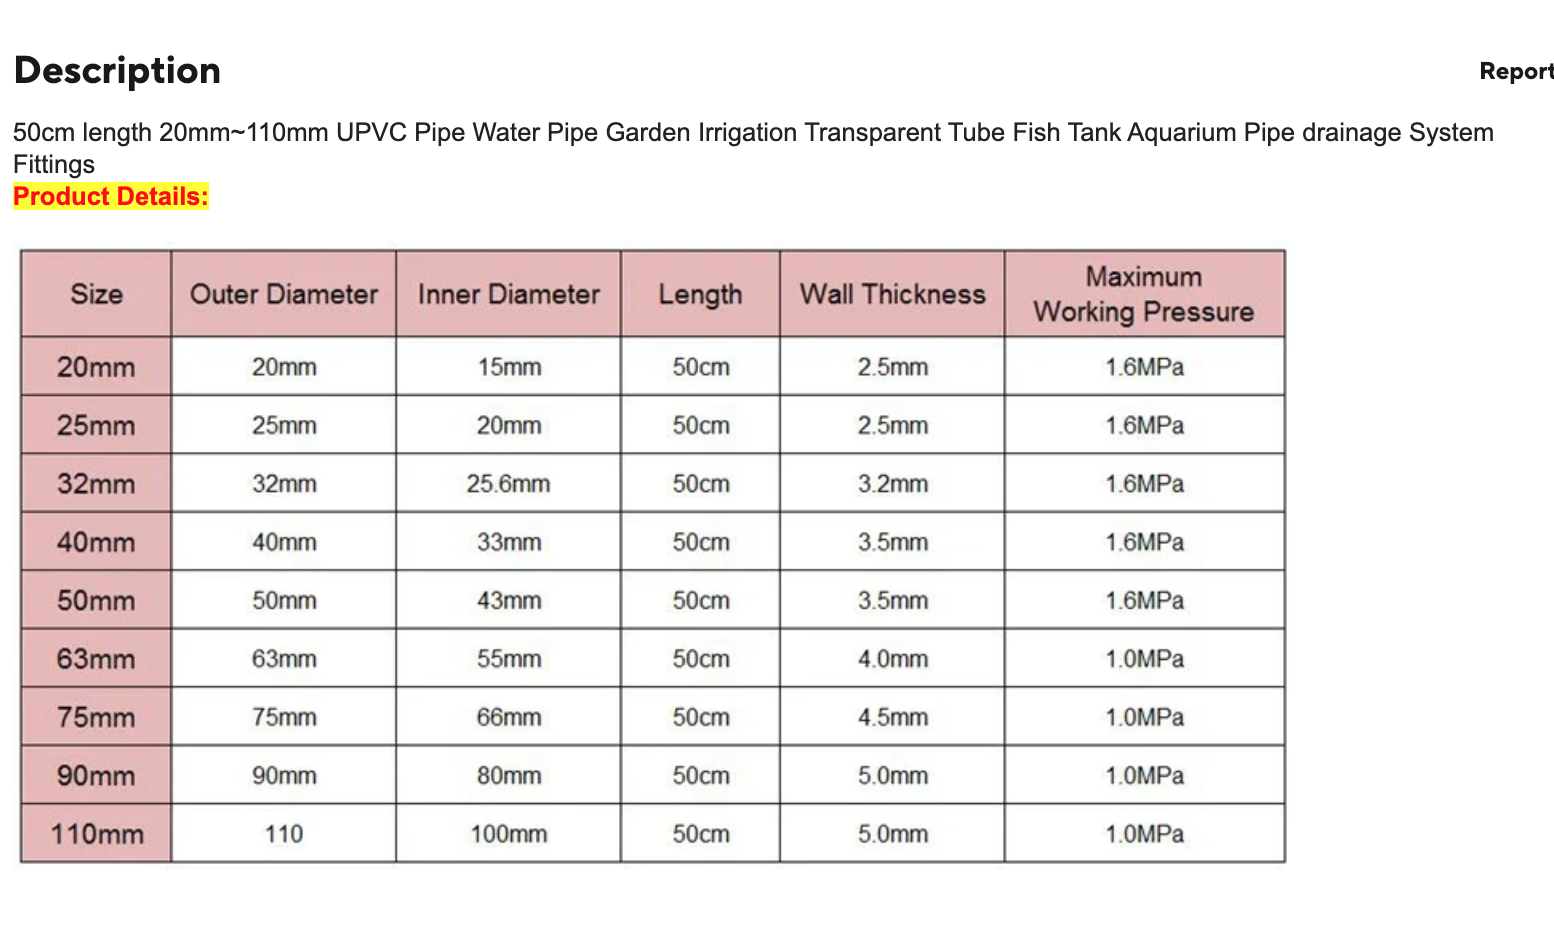 Description
Report
50cm length 20mm~110mm UPVC Pipe Water Pipe Garden Irrigation Transparent Tube Fish Tank Aquarium Pipe drainage System
Fittings
Product Details:
Size Outer Diameter Inner Diameter Length Wall Thickness Maximum
Working Pressure
20mm 20mm 15mm 50cm 2.5mm 1.6MPa
25mm 25mm 20mm 50cm 2.5mm 1.6MPa
32mm 32mm 25.6mm 50cm 3.2mm 1.6MPa
40mm 40mm 33mm 50cm 3.5mm 1.6MPa
50mm 50mm 43mm 50cm 3.5mm 1.6MPa
63mm 63mm 55mm 50cm 4.0mm 1.0MPa
75mm 75mm 66mm 50cm 4.5mm 1.0MPa
90mm 90mm 80mm 50cm 5.0mm 1.0MPa
110mm 110 100mm 50cm 5.0mm 1.0MPa